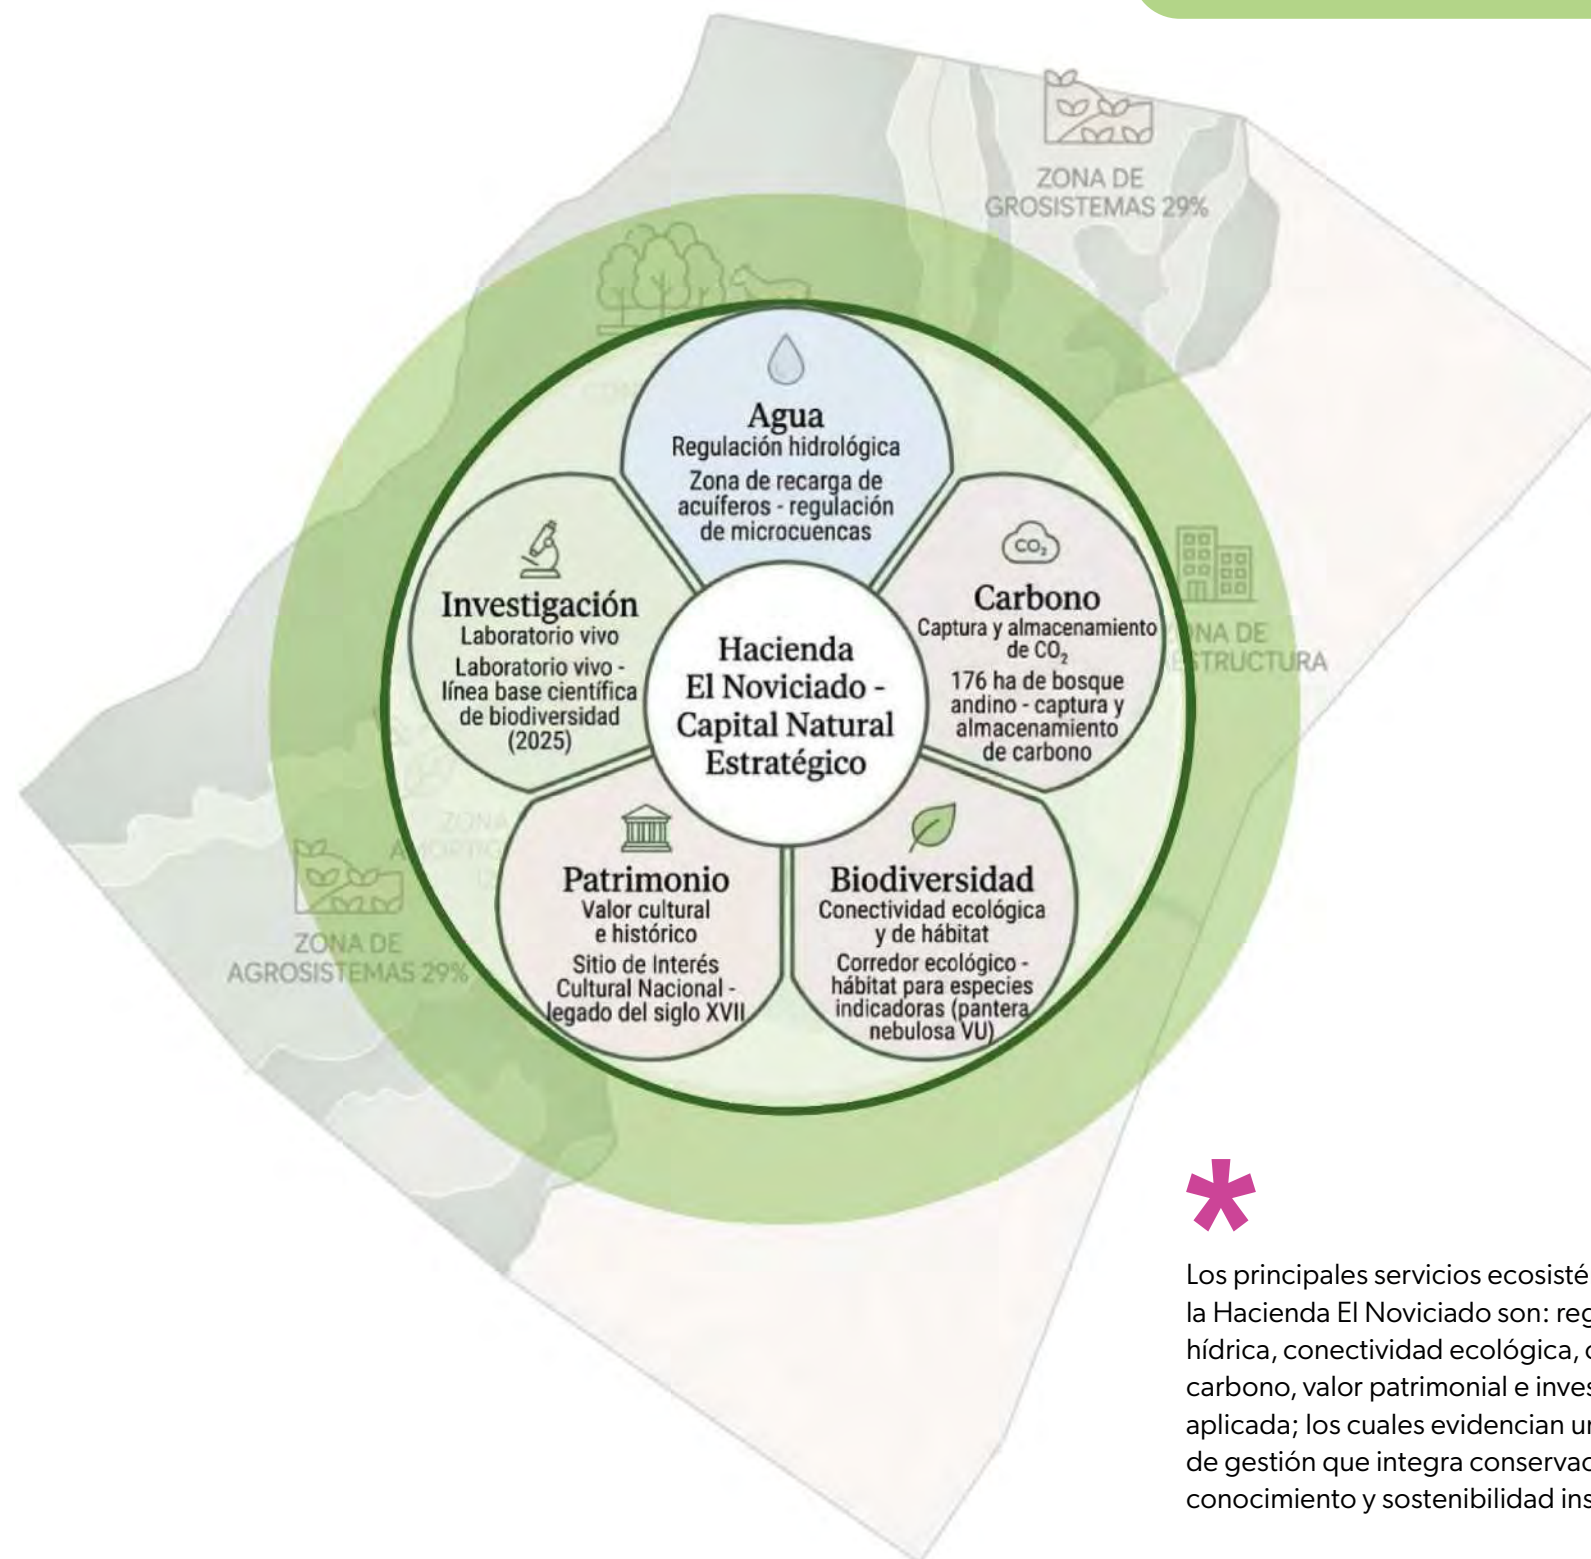 ZONA DE
GROSISTEMAS 29%
Agua
Regulación hidrológica
Zona de recarga de
acuíferos - regulación
de microcuencas
Investigación
Laboratorio vivo
Laboratorio vivo -
línea base científica
de biodiversidad
(2025)
Hacienda
El Noviciado -
Capital Natural
Estratégico
Carbono
Captura y almacenamiento
de CO₂
176 ha de bosque
andino - captura y
almacenamiento
de carbono
CO₂
NA DE
STRUCTURA
Patrimonio
Valor cultural
e histórico
Sitio de Interés
Cultural Nacional -
legado del siglo XVII
Biodiversidad
Conectividad ecológica
y de hábitat
Corredor ecológico -
hábitat para especies
indicadoras (pantera
nebulosa VU)
ZONA
ZONA DE
AGROSISTEMAS 29%
*
Los principales servicios ecosisté
la Hacienda El Noviciado son: reg
hídrica, conectividad ecológica,
carbono, valor patrimonial e inves
aplicada; los cuales evidencian un
de gestión que integra conservac
conocimiento y sostenibilidad ins